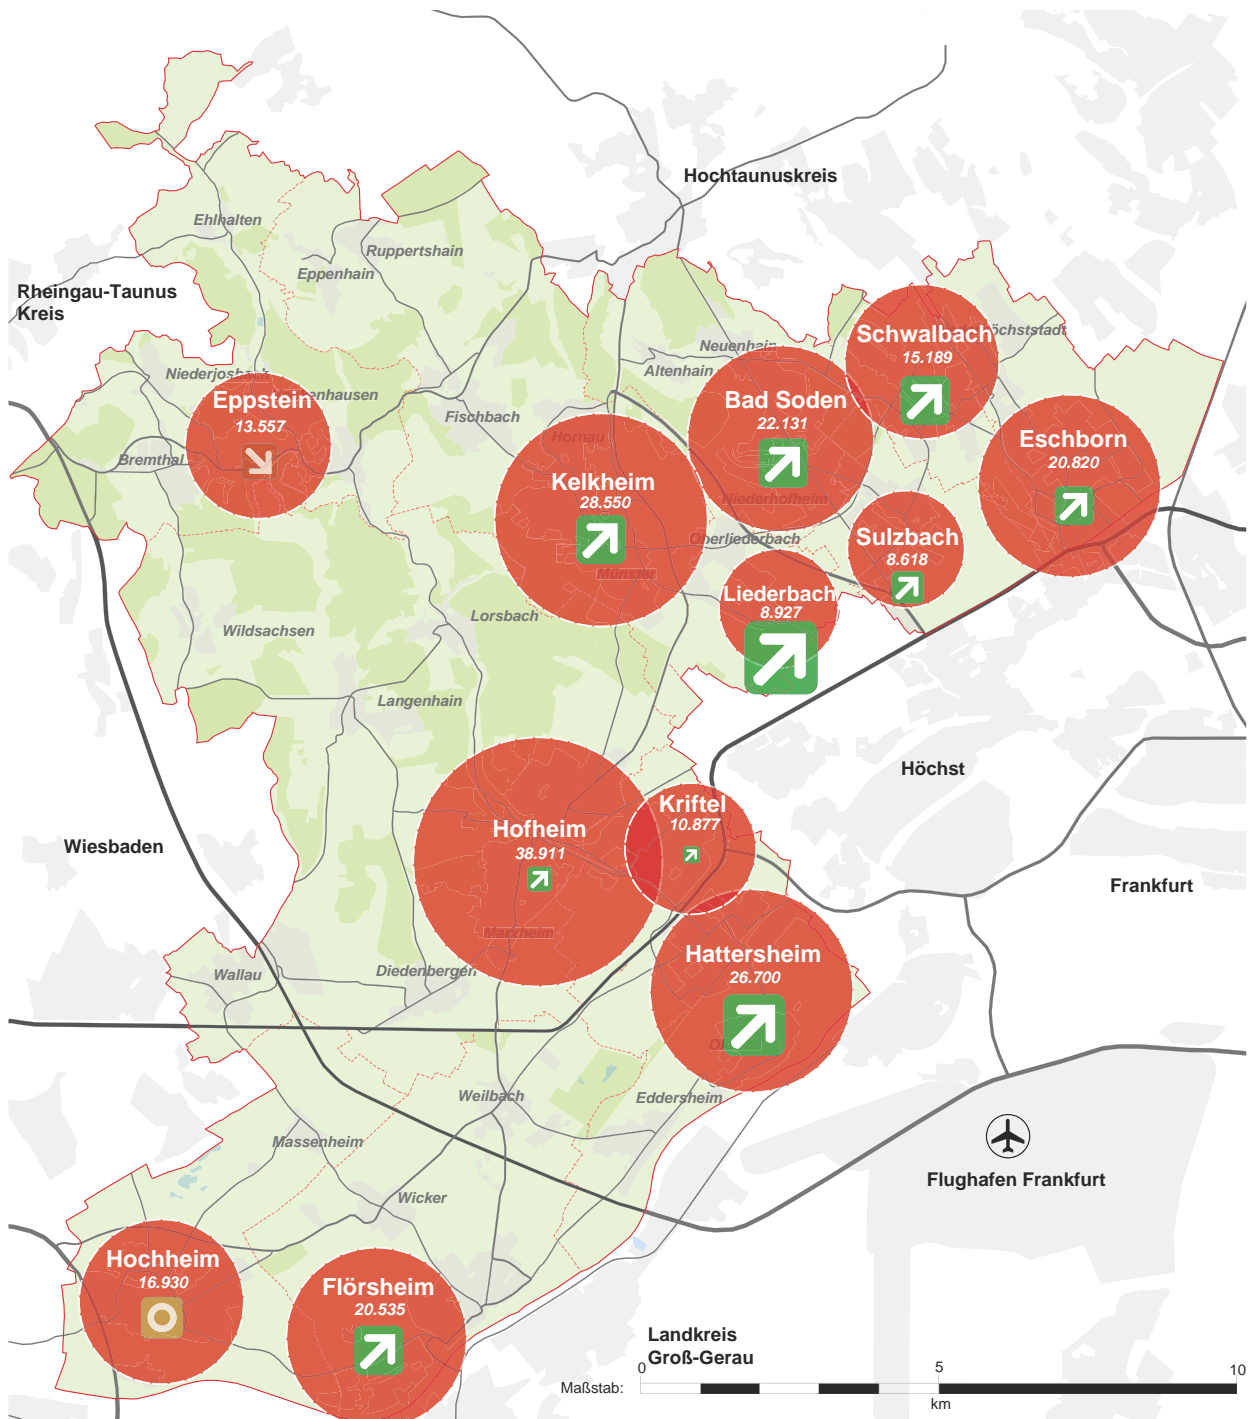 Hochtaunuskreis
Ehlhalten
Ruppertshain
Eppenhain
Rheingau-Taunus
Kreis
Schwalbach
15.189
Neuenhain
Altenhain
Niederjosbach
Eppstein
13.557
Fischbach
Bad Soden
22.131
Eschborn
20.820
Hornau
Bremthal
Kelkheim
28.550
Niederhofheim
Oberliederbach
Sulzbach
8.618
Münster
Liederbach
8.927
Lorsbach
Wildsachsen
Langenhain
Höchst
Kriftel
10.877
Hofheim
38.911
Wiesbaden
Frankfurt
Marxheim
Hattersheim
26.700
Wallau
Diedenbergen
Weilbach
Eddersheim
Massenheim
Flughafen Frankfurt
Wicker
Hochheim
16.930
Flörsheim
20.535
Landkreis
Groß-Gerau
0 5 10
Maßstab:
km